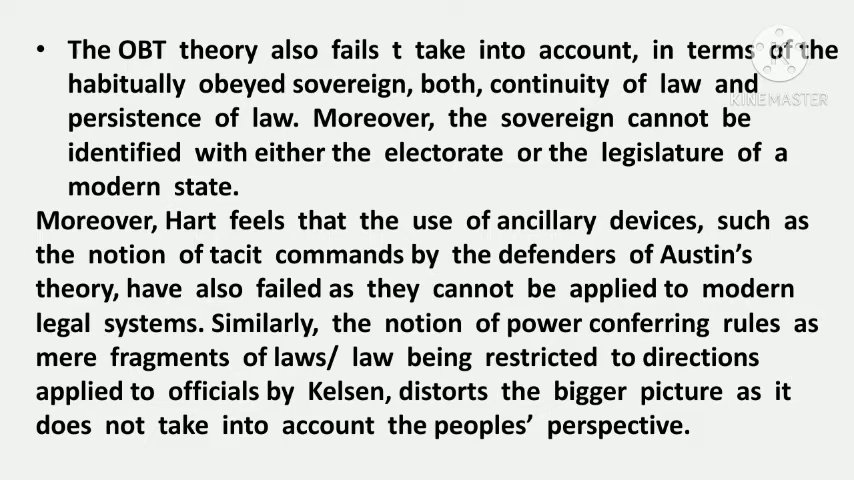 • The OBT theory also fails t take into account, in terms of the
habitually obeyed sovereign, both, continuity of law and
persistence of law. Moreover, the sovereign cannot be
identified with either the electorate or the legislature of a
modern state.
Moreover, Hart feels that the use of ancillary devices, such as
the notion of tacit commands by the defenders of Austin’s
theory, have also failed as they cannot be applied to modern
legal systems. Similarly, the notion of power conferring rules as
mere fragments of laws/ law being restricted to directions
applied to officials by Kelsen, distorts the bigger picture as it
does not take into account the peoples’ perspective.
KINEMASTER